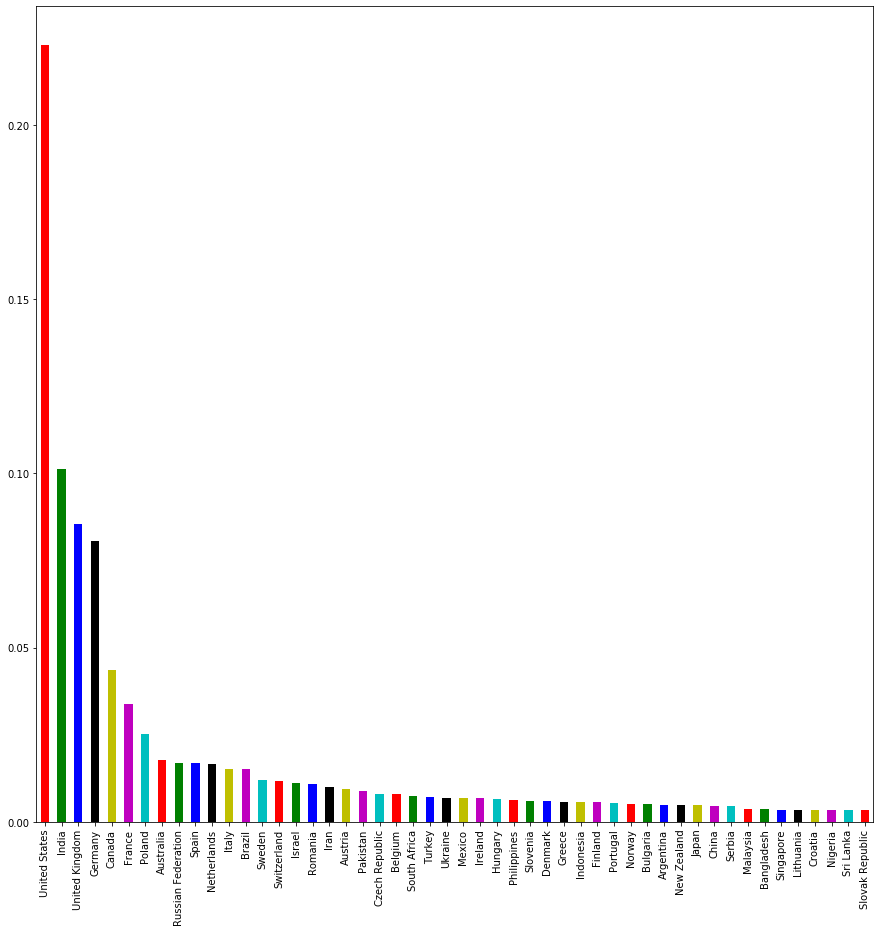 0.20
0.15
0.10
0.05
0.00
United States
India
United Kingdom
Germany
Canada
France
Poland
Australia
Russian Federation
Spain
Netherlands
Italy
Brazil
Sweden
Switzerland
Israel
Romania
Iran
Austria
Pakistan
Czech Republic
Belgium
South Africa
Turkey
Ukraine
Mexico
Ireland
Hungary
Philippines
Slovenia
Denmark
Greece
Indonesia
Finland
Portugal
Norway
Bulgaria
Argentina
New Zealand
Japan
China
Serbia
Malaysia
Bangladesh
Singapore
Lithuania
Croatia
Nigeria
Sri Lanka
Slovak Republic